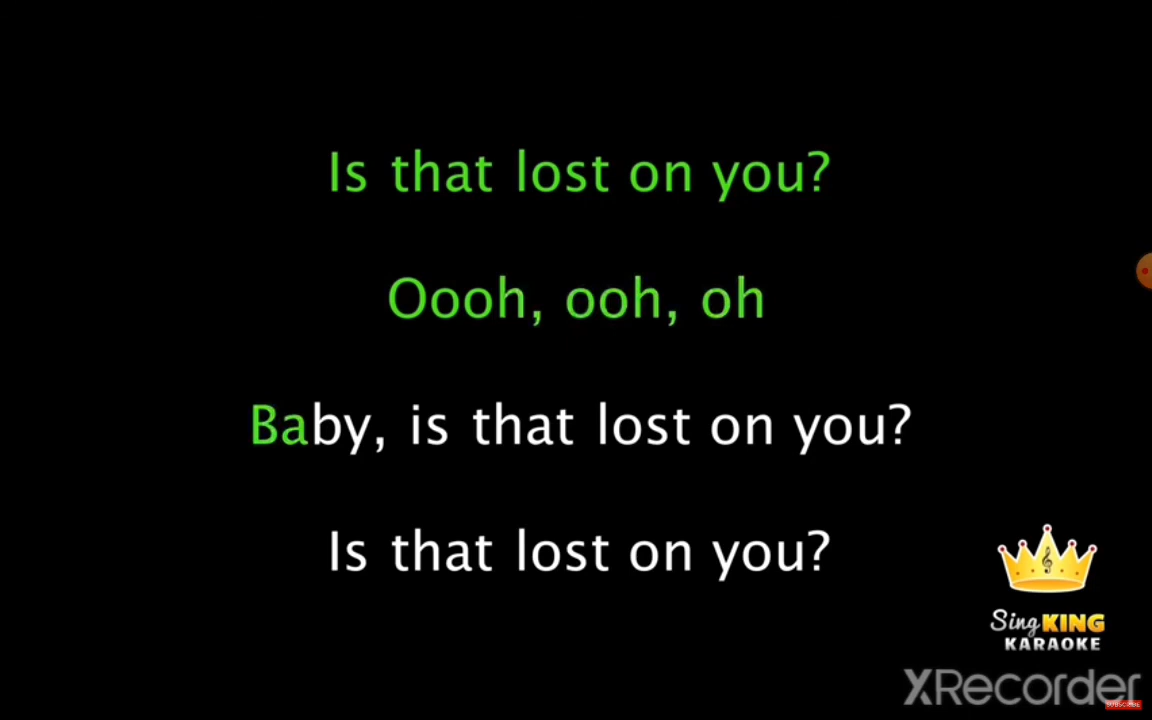 Is that lost on you?
Oooh, ooh, oh
Baby, is that lost on you?
Is that lost on you?
Sing KING
KARAOKE
XRecorder
SUBSCRIBE